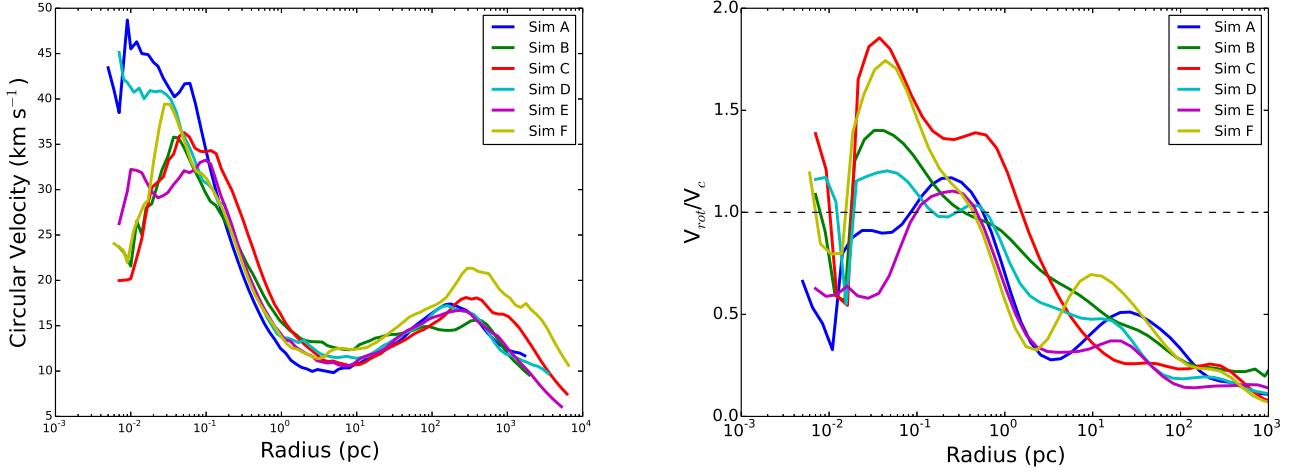 50
45
40
35
30
25
20
15
10
5
Circular Velocity (km s⁻¹)
Sim A
Sim B
Sim C
Sim D
Sim E
Sim F
10⁻³ 10⁻² 10⁻¹ 10⁰ 10¹ 10² 10³ 10⁴
Radius (pc)
2.0
1.5
1.0
0.5
0.0
V_rot/V_c
Sim A
Sim B
Sim C
Sim D
Sim E
Sim F
10⁻³ 10⁻² 10⁻¹ 10⁰ 10¹ 10² 10³
Radius (pc)